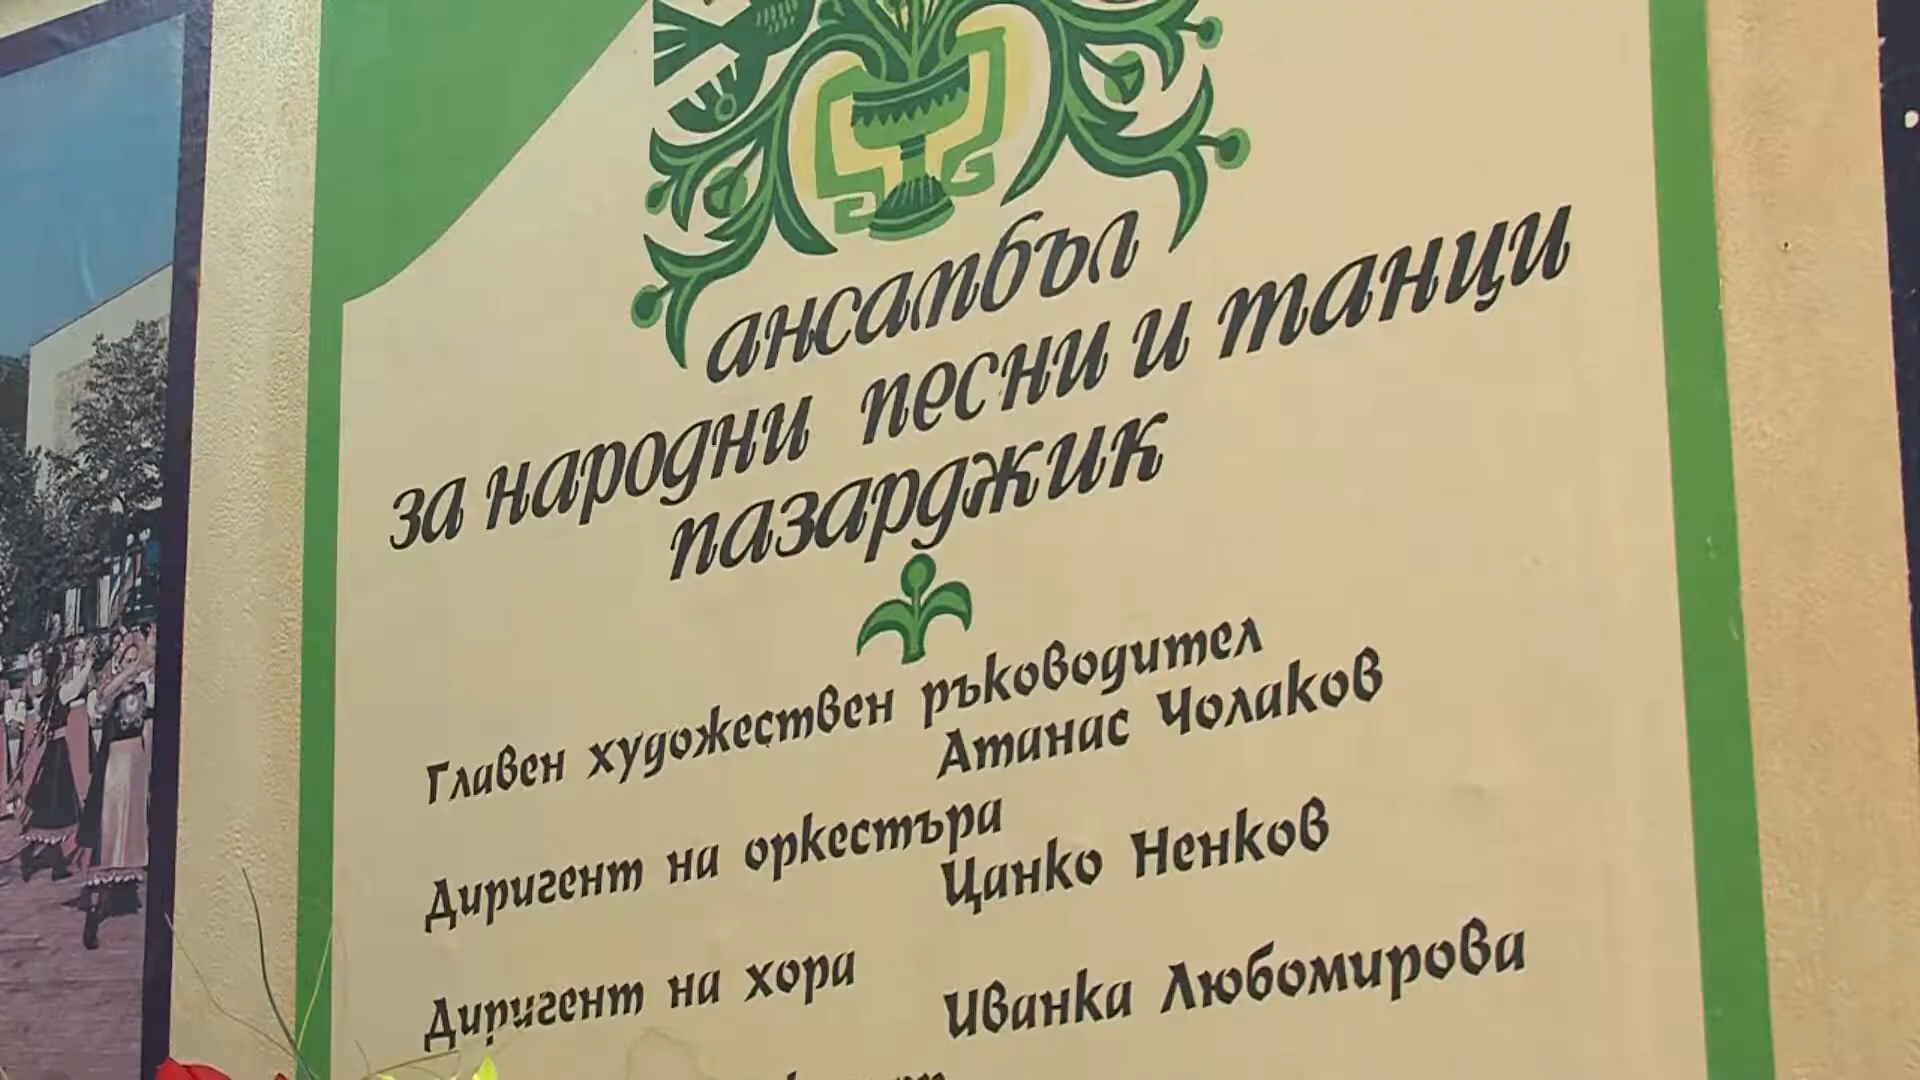 ансамбъл
за народни песни и танци
пазарджик
Главен художествен ръководител
Атанас Чолаков
Диригент на оркестъра
Цанко Ненков
Диригент на хора
Иванка Любомирова